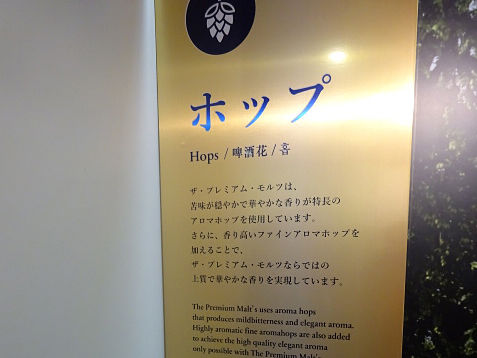 ホップ
Hops / 啤酒花 / 홉
ザ・プレミアム・モルツは、
苦味が穏やかで華やかな香りが特長の
アロマホップを使用しています。
さらに、香り高いファインアロマホップを
加えることで、
ザ・プレミアム・モルツならではの
上質で華やかな香りを実現しています。
The Premium Malt's uses aroma hops
that produces mildbitterness and elegant aroma.
Highly aromatic fine aromahops are also added
to achieve the high quality elegant aroma
only possible with The Premium Malt's.